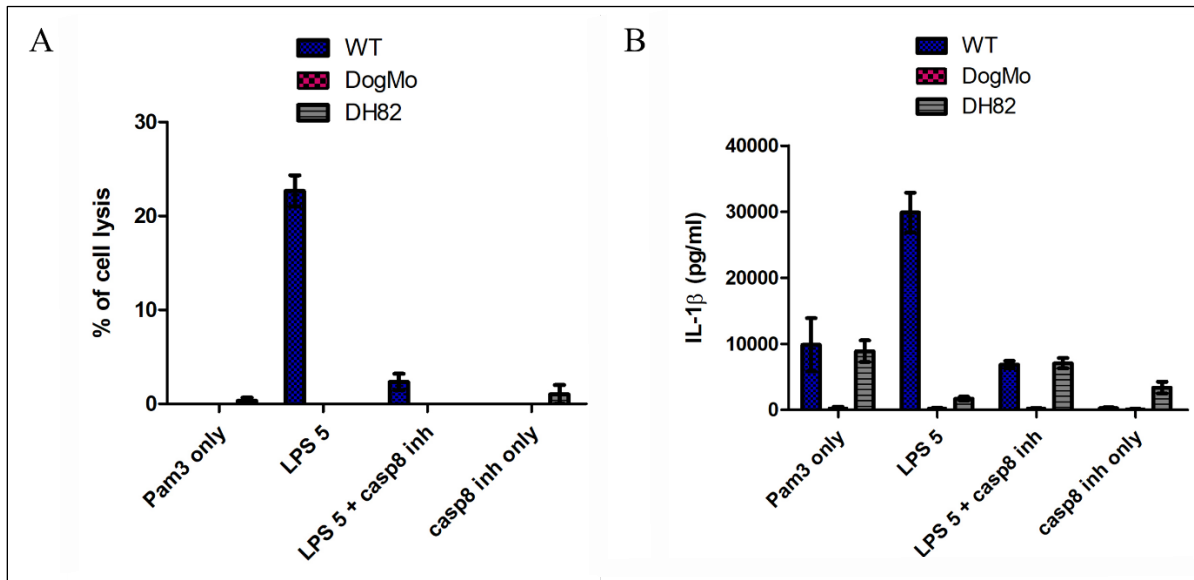 A
WT
DogMo
DH82
% of cell lysis
30
20
10
0
Pam3 only
LPS 5
LPS 5 + casp8 inh
casp8 inh only
B
WT
DogMo
DH82
IL-1β (pg/ml)
40000
30000
20000
10000
0
Pam3 only
LPS 5
LPS 5 + casp8 inh
casp8 inh only